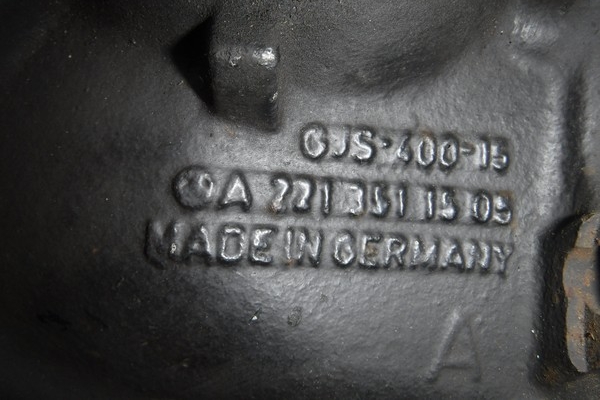 GJS-400-15
A 221 351 15 05
MADE IN GERMANY
A